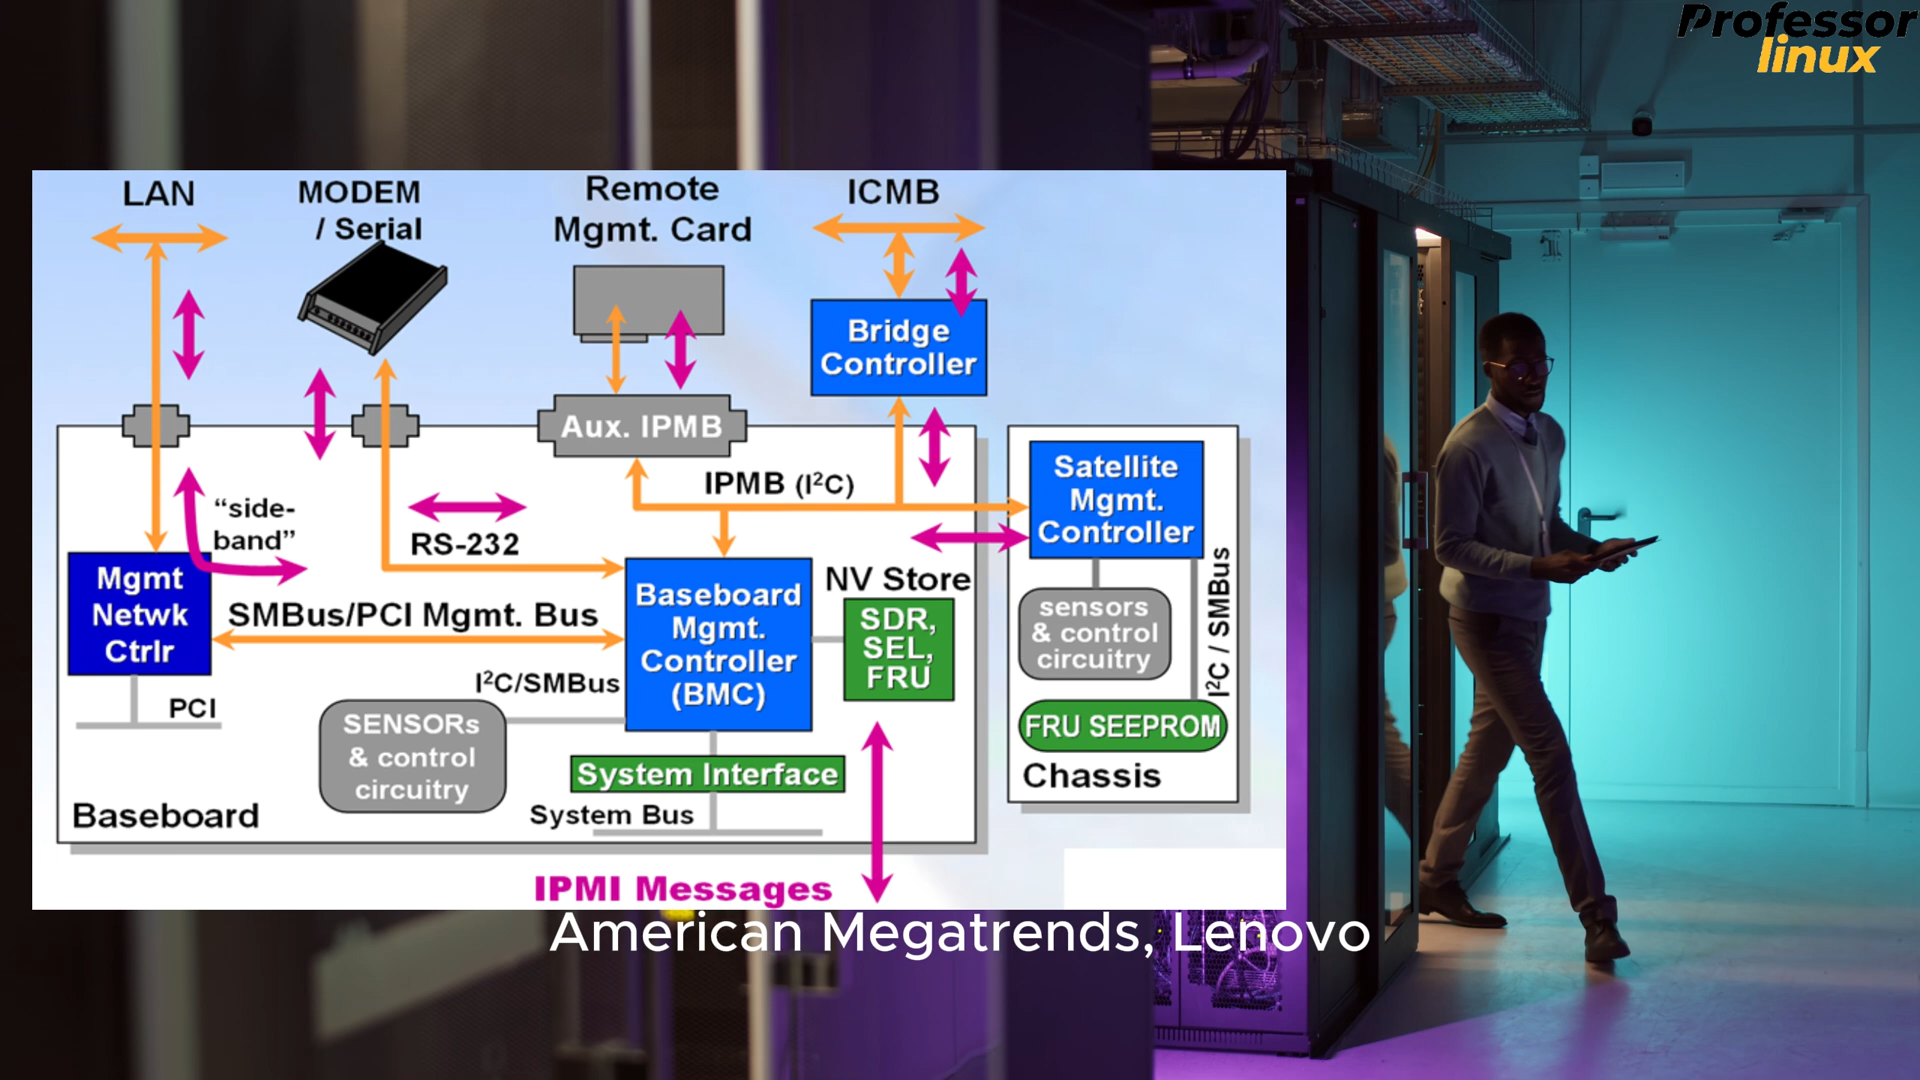 Professor
linux
LAN
MODEM
/ Serial
Remote
Mgmt. Card
ICMB
Bridge
Controller
Aux. IPMB
IPMB (I²C)
Satellite
Mgmt.
Controller
“side-
band”
RS-232
Mgmt
Netwk
Ctrlr
SMBus/PCI Mgmt. Bus
Baseboard
Mgmt.
Controller
(BMC)
NV Store
SDR,
SEL,
FRU
sensors
& control
circuitry
I²C / SMBus
I²C/SMBus
PCI
SENSORs
& control
circuitry
FRU SEEPROM
System Interface
Chassis
System Bus
Baseboard
IPMI Messages
American Megatrends, Lenovo